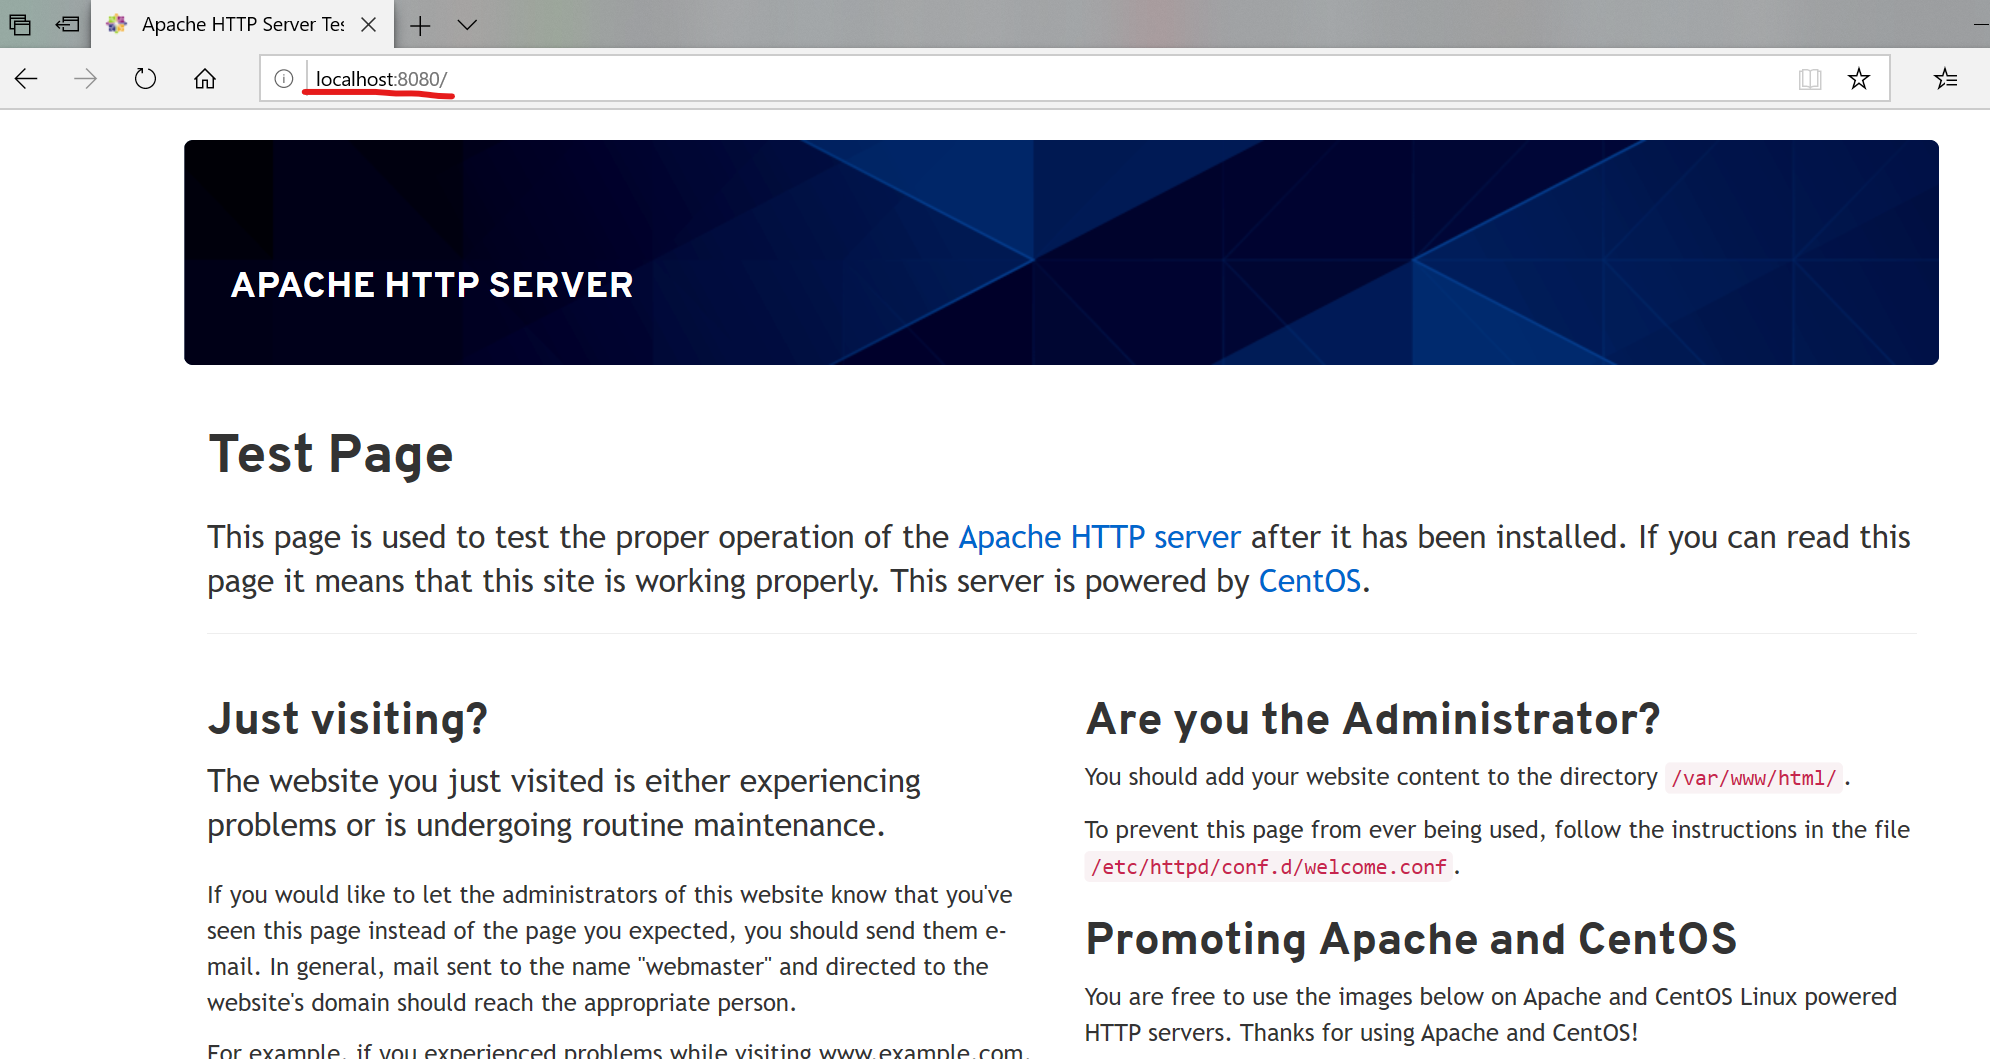 Apache HTTP Server Tes
localhost:8080/
APACHE HTTP SERVER
Test Page
This page is used to test the proper operation of the Apache HTTP server after it has been installed. If you can read this
page it means that this site is working properly. This server is powered by CentOS.
Just visiting?
The website you just visited is either experiencing
problems or is undergoing routine maintenance.
If you would like to let the administrators of this website know that you've
seen this page instead of the page you expected, you should send them e-
mail. In general, mail sent to the name "webmaster" and directed to the
website's domain should reach the appropriate person.
For example, if you experienced problems while visiting www.example.com,
Are you the Administrator?
You should add your website content to the directory /var/www/html/.
To prevent this page from ever being used, follow the instructions in the file
/etc/httpd/conf.d/welcome.conf.
Promoting Apache and CentOS
You are free to use the images below on Apache and CentOS Linux powered
HTTP servers. Thanks for using Apache and CentOS!